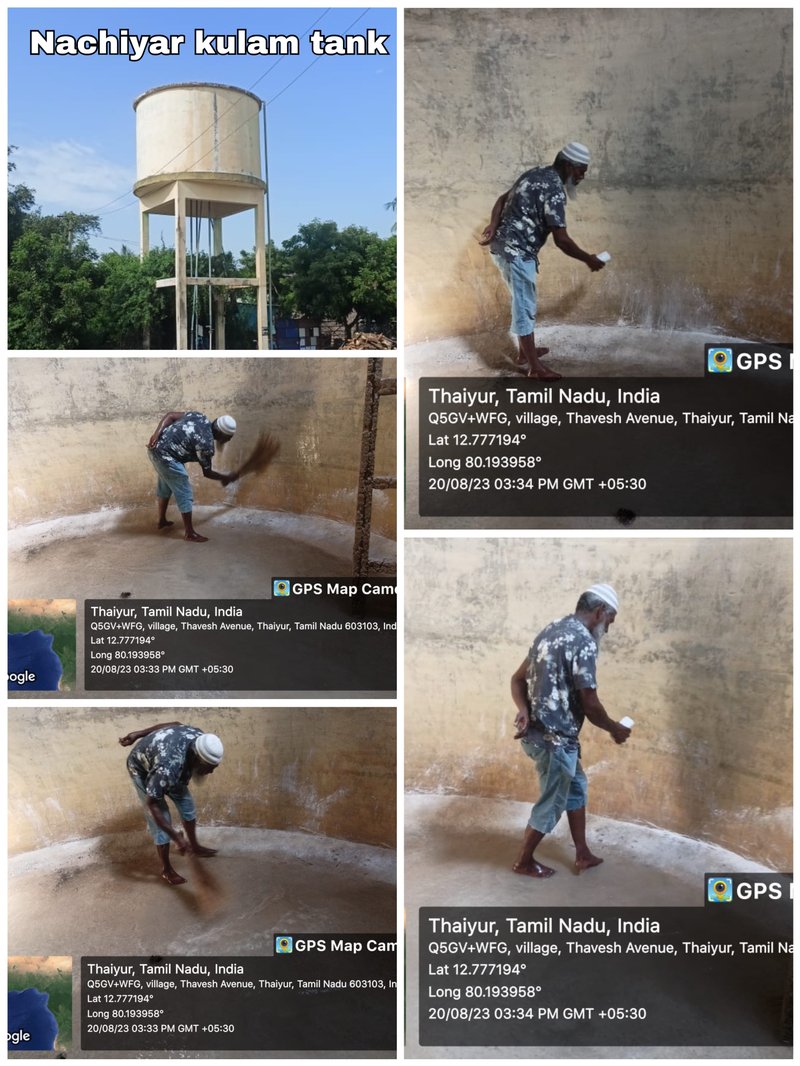 Nachiyar kulam tank
GPS Map Came
Thaiyur, Tamil Nadu, India
Q5GV+WFG, village, Thavesh Avenue, Thaiyur, Tamil Nadu 603103, Ind
Lat 12.777194°
Long 80.193958°
20/08/23 03:33 PM GMT +05:30
oogle
GPS Map Cam
Thaiyur, Tamil Nadu, India
Q5GV+WFG, village, Thavesh Avenue, Thaiyur, Tamil Nadu 603103, In
Lat 12.777194°
Long 80.193958°
20/08/23 03:33 PM GMT +05:30
ogle
GPS
Thaiyur, Tamil Nadu, India
Q5GV+WFG, village, Thavesh Avenue, Thaiyur, Tamil Na
Lat 12.777194°
Long 80.193958°
20/08/23 03:34 PM GMT +05:30
GPS
Thaiyur, Tamil Nadu, India
Q5GV+WFG, village, Thavesh Avenue, Thaiyur, Tamil Na
Lat 12.777194°
Long 80.193958°
20/08/23 03:34 PM GMT +05:30